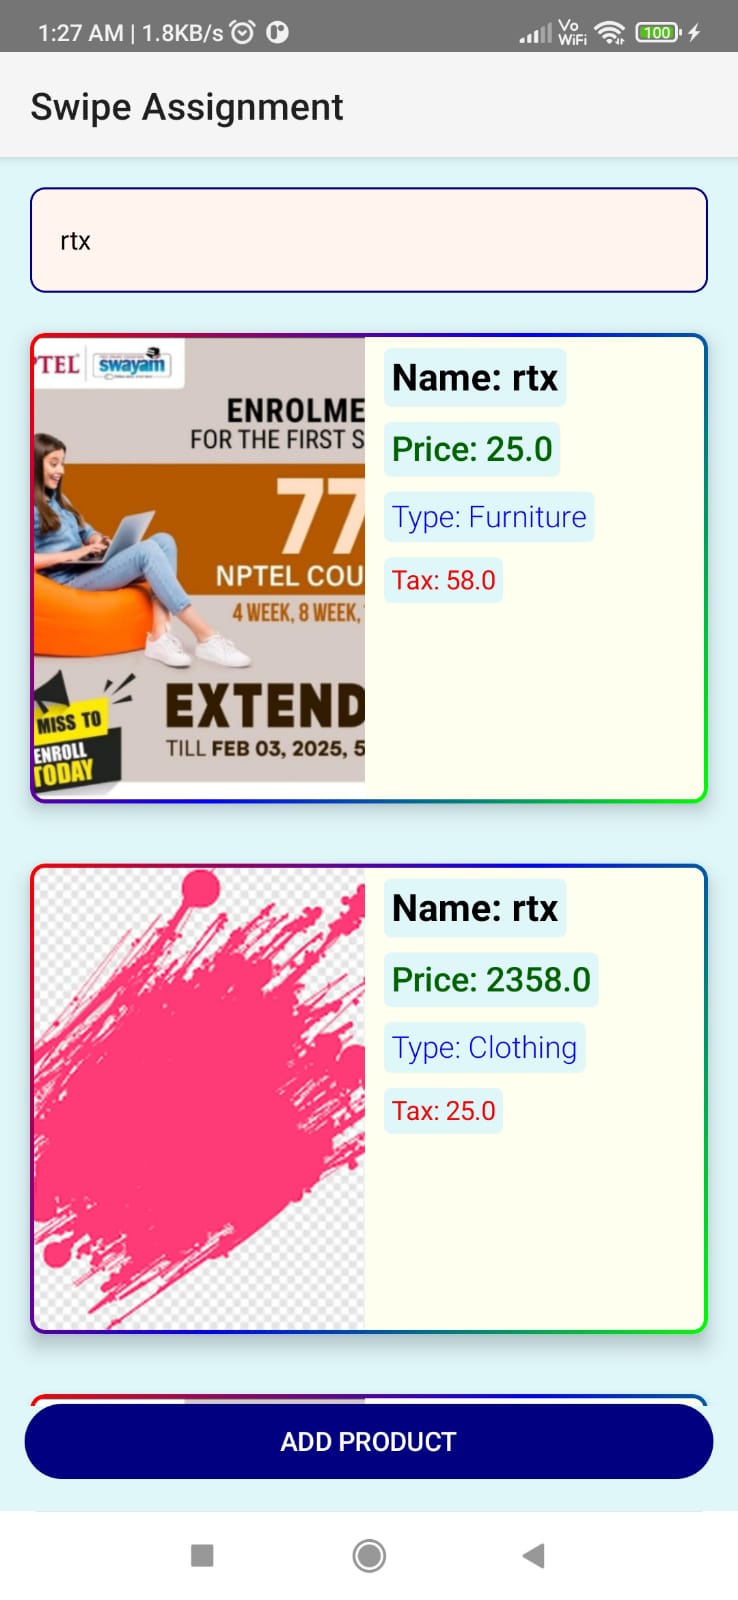 1:27 AM | 1.8KB/s
Vo
WiFi
100
Swipe Assignment
rtx
TEL
swayam
ENROLME
FOR THE FIRST S
77
NPTEL COU
4 WEEK, 8 WEEK,
EXTEND
TILL FEB 03, 2025, 5
MISS TO
ENROLL
TODAY
Name: rtx
Price: 25.0
Type: Furniture
Tax: 58.0
Name: rtx
Price: 2358.0
Type: Clothing
Tax: 25.0
ADD PRODUCT